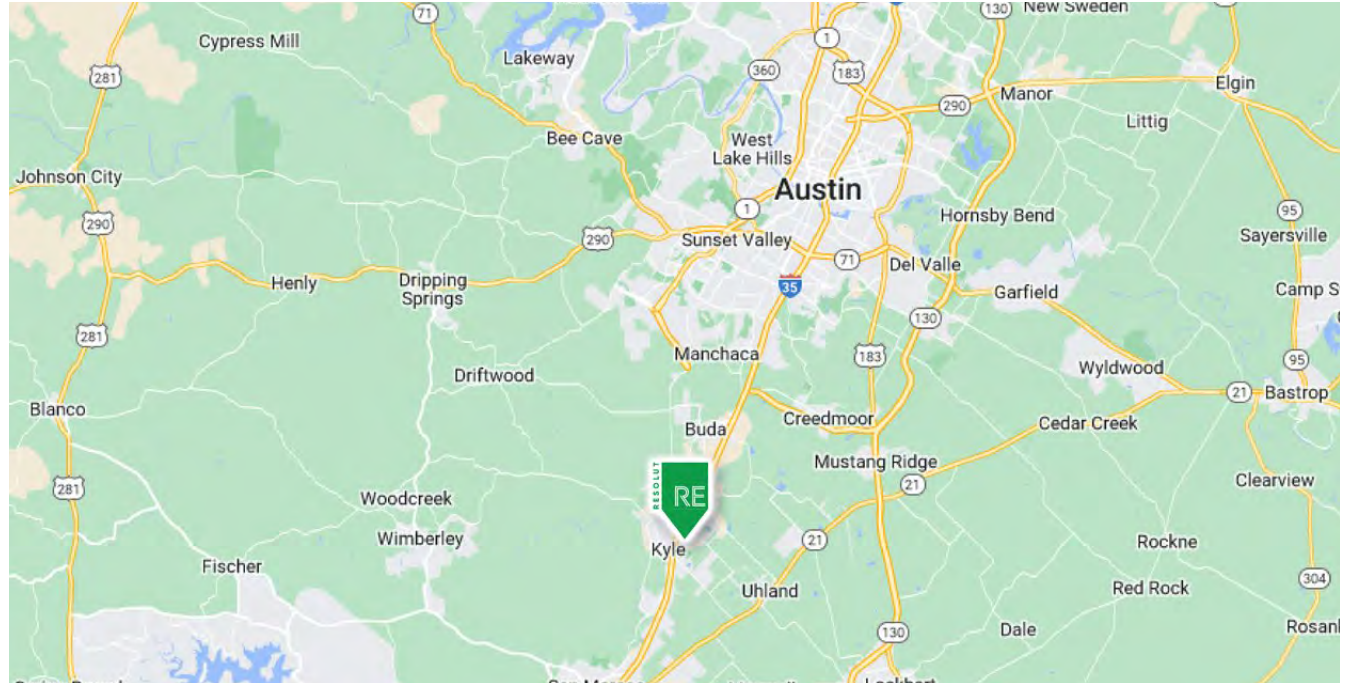 71
1
130
New Sweden
Cypress Mill
Lakeway
281
360
183
Elgin
290
Manor
Littig
Bee Cave
West
Lake Hills
Johnson City
Austin
95
1
Hornsby Bend
290
290
Sunset Valley
Sayersville
71
Del Valle
Henly
Dripping
Springs
35
Garfield
Camp S
130
281
Manchaca
183
95
Wyldwood
Driftwood
21
Bastrop
Blanco
Creedmoor
Cedar Creek
Buda
Mustang Ridge
RESOLUT
RE
21
Clearview
281
Woodcreek
Wimberley
21
Rockne
Kyle
Fischer
304
Uhland
Red Rock
130
Dale
Rosanl